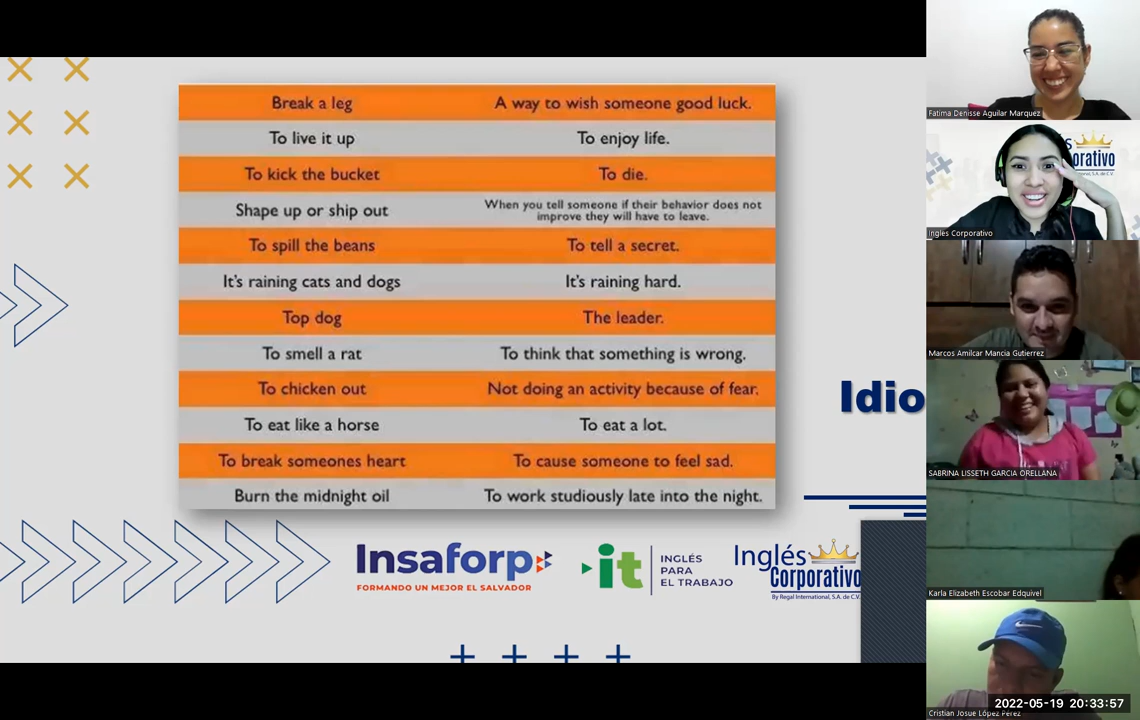 Break a leg
A way to wish someone good luck.
To live it up
To enjoy life.
To kick the bucket
To die.
Shape up or ship out
When you tell someone if their behavior does not
improve they will have to leave.
To spill the beans
To tell a secret.
It's raining cats and dogs
It's raining hard.
Top dog
The leader.
To smell a rat
To think that something is wrong.
To chicken out
Not doing an activity because of fear.
To eat like a horse
To eat a lot.
To break someones heart
To cause someone to feel sad.
Burn the midnight oil
To work studiously late into the night.
Idio
Insaforp
FORMANDO UN MEJOR EL SALVADOR
it
INGLÉS
PARA
EL TRABAJO
Inglés
Corporativo
By Regal International, S.A. de C.V.
Fatima Denisse Aguilar Marquez
s
orativo
nal, S.A. de C.V.
Inglés Corporativo
Marcos Amilcar Mancia Gutierrez
SABRINA LISSETH GARCIA ORELLANA
Karla Elizabeth Escobar Edquivel
2022-05-19 20:33:57
Cristian Josue López Pérez